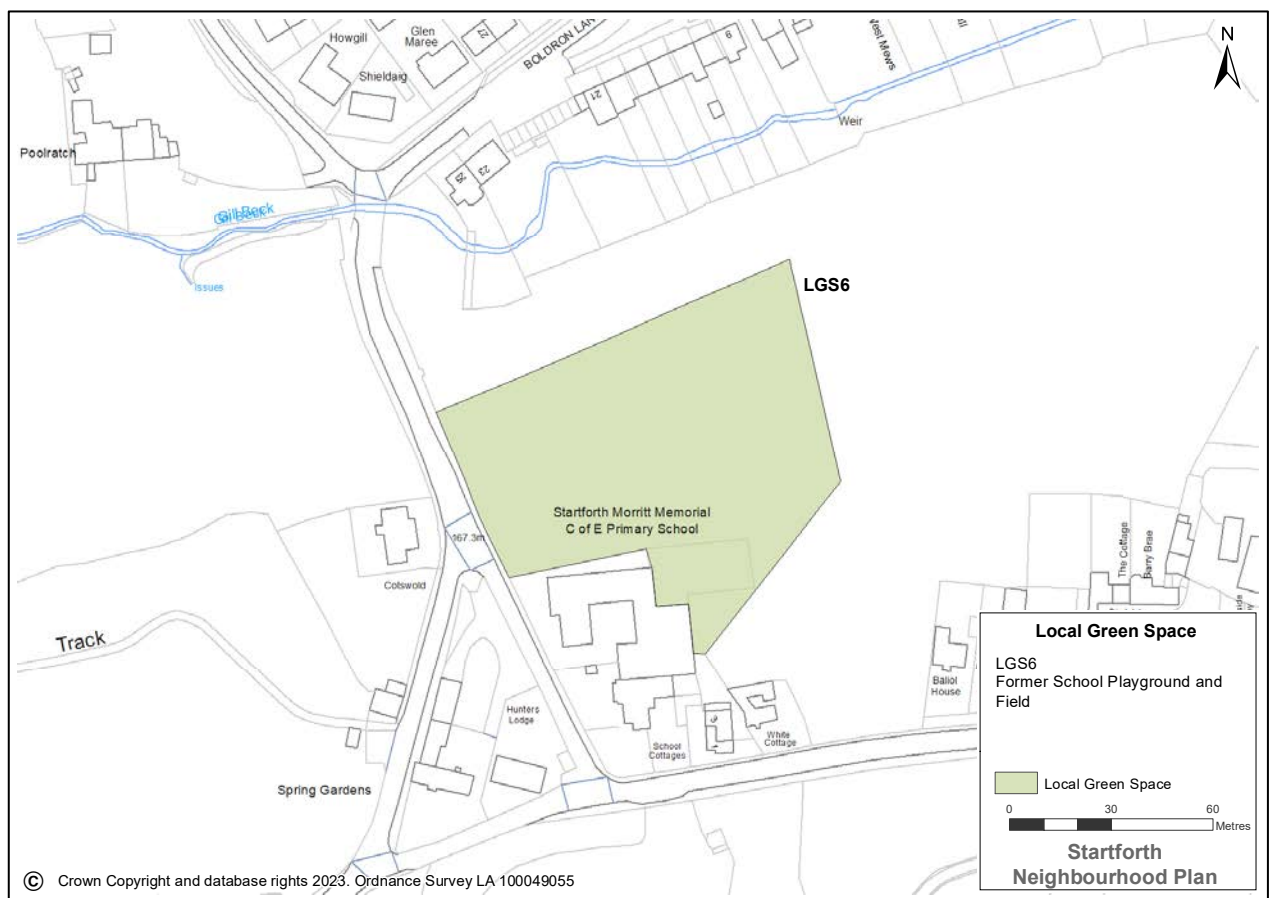 N
Howgill
Glen
Maree
27
BOLDRON LAN
9
West Mews
Shieldaig
21
Weir
Poolratch
23
25
Gill Beck
Issues
LGS6
Startforth Morritt Memorial
C of E Primary School
167.3m
Cotswold
The Cottage
Barry Brae
Track
Hunters
Lodge
Baliol
House
School
Cottages
White
Cottage
Spring Gardens
Local Green Space
LGS6
Former School Playground and
Field
Local Green Space
0 30 60
Metres
Startforth
Neighbourhood Plan
© Crown Copyright and database rights 2023. Ordnance Survey LA 100049055